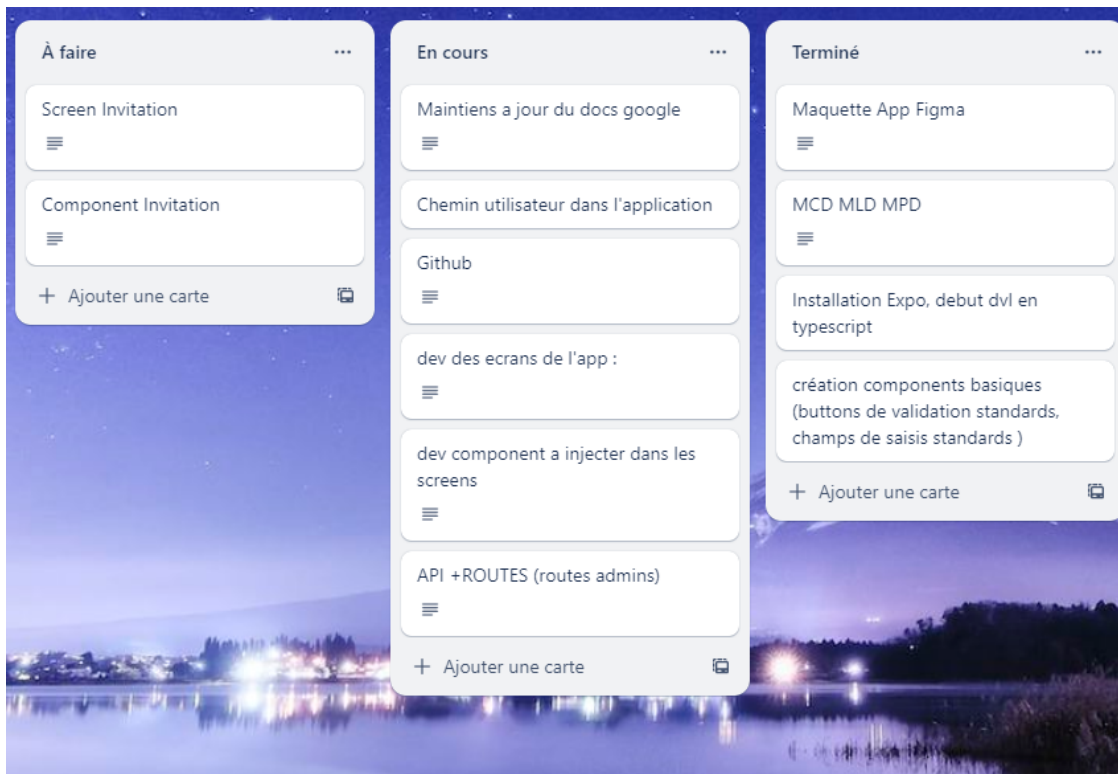 À faire
Screen Invitation
Component Invitation
Ajouter une carte
En cours
Maintiens a jour du docs google
Chemin utilisateur dans l'application
Github
dev des ecrans de l'app :
dev component a injecter dans les
screens
API +ROUTES (routes admins)
Ajouter une carte
Terminé
Maquette App Figma
MCD MLD MPD
Installation Expo, debut dvl en
typescript
création components basiques
(buttons de validation standards,
champs de saisis standards )
Ajouter une carte